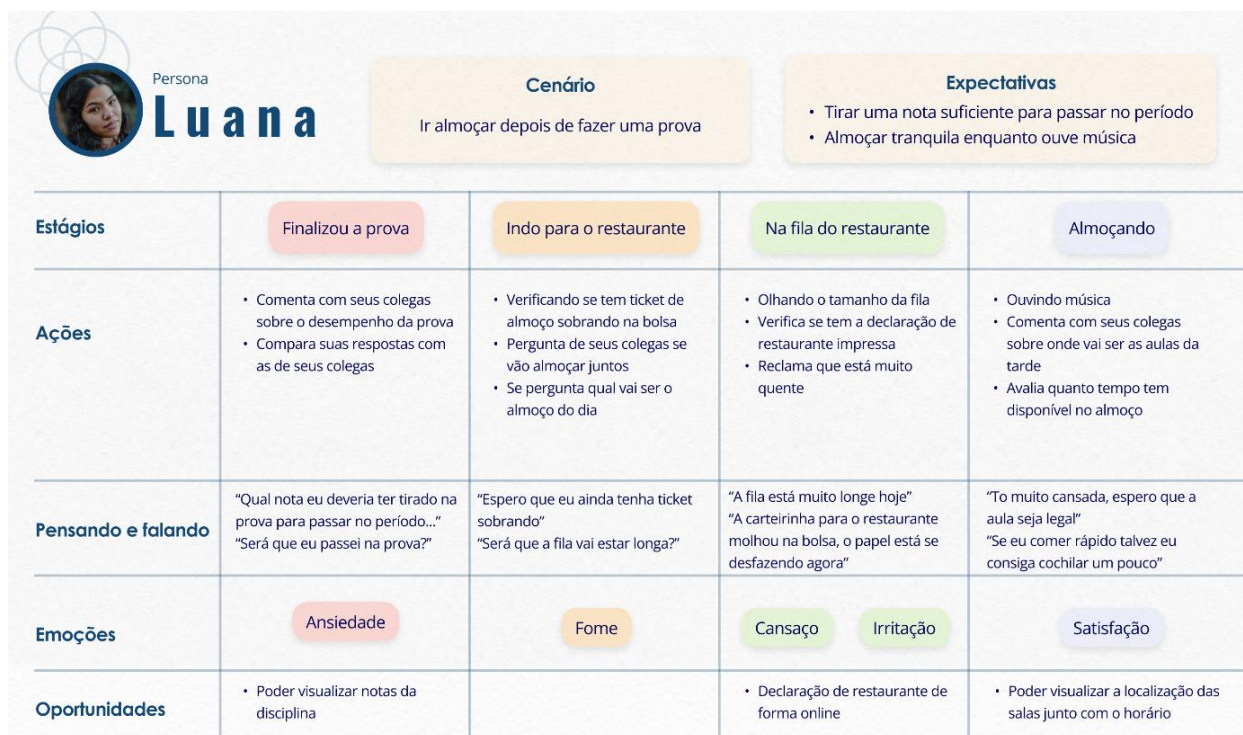 Persona
Luana
Cenário
Ir almoçar depois de fazer uma prova
Expectativas
• Tirar uma nota suficiente para passar no período
• Almoçar tranquila enquanto ouve música
Estágios
Finalizou a prova
Indo para o restaurante
Na fila do restaurante
Almoçando
Ações
• Comenta com seus colegas
sobre o desempenho da prova
• Compara suas respostas com
as de seus colegas
• Verificando se tem ticket de
almoço sobrando na bolsa
• Pergunta de seus colegas se
vão almoçar juntos
• Se pergunta qual vai ser o
almoço do dia
• Olhando o tamanho da fila
• Verifica se tem a declaração de
restaurante impressa
• Reclama que está muito
quente
• Ouvindo música
• Comenta com seus colegas
sobre onde vai ser as aulas da
tarde
• Avalia quanto tempo tem
disponível no almoço
Pensando e falando
“Qual nota eu deveria ter tirado na
prova para passar no período...”
“Será que eu passei na prova?”
“Espero que eu ainda tenha ticket
sobrando”
“Será que a fila vai estar longa?”
“A fila está muito longe hoje”
“A carteirinha para o restaurante
molhou na bolsa, o papel está se
desfazendo agora”
“To muito cansada, espero que a
aula seja legal”
“Se eu comer rápido talvez eu
consiga cochilar um pouco”
Emoções
Ansiedade
Fome
Cansaço
Irritação
Satisfação
Oportunidades
• Poder visualizar notas da
disciplina
• Declaração de restaurante de
forma online
• Poder visualizar a localização das
salas junto com o horário